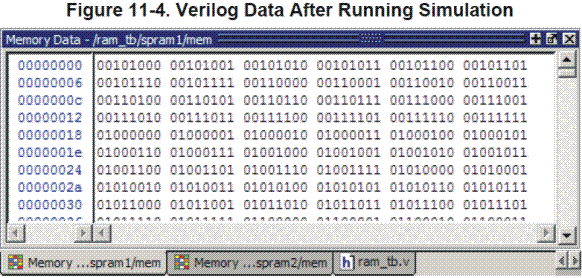 Figure 11-4. Verilog Data After Running Simulation
Memory Data - /ram_tb/spram1/mem
00000000 00101000 00101001 00101010 00101011 00101100 00101101
00000006 00101110 00101111 00110000 00110001 00110010 00110011
0000000c 00110100 00110101 00110110 00110111 00111000 00111001
00000012 00111010 00111011 00111100 00111101 00111110 00111111
00000018 01000000 01000001 01000010 01000011 01000100 01000101
0000001e 01000110 01000111 01001000 01001001 01001010 01001011
00000024 01001100 01001101 01001110 01001111 01010000 01010001
0000002a 01010010 01010011 01010100 01010101 01010110 01010111
00000030 01011000 01011001 01011010 01011011 01011100 01011101
Memory ...spram1/mem Memory ...spram2/mem ram_tb.v